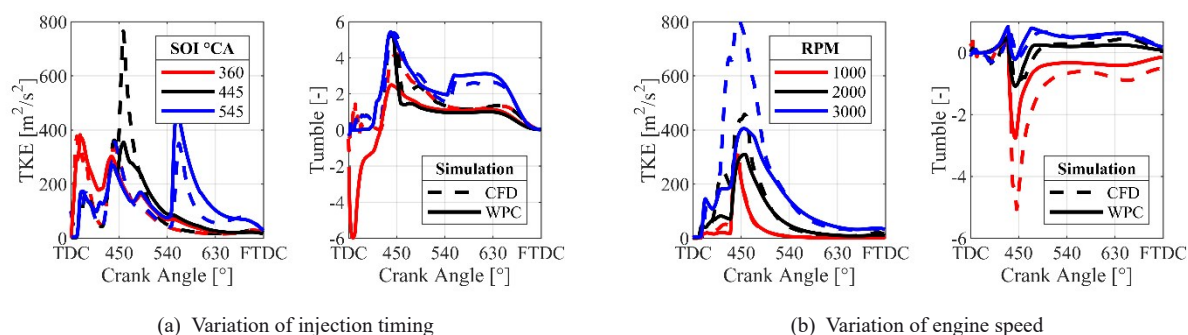 TKE [m²/s²]
800
600
400
200
0
SOI °CA
360
445
545
TDC 450 540 630 FTDC
Crank Angle [°]
Tumble [-]
6
4
2
0
2
4
6
Simulation
CFD
WPC
TDC 450 540 630 FTDC
Crank Angle [°]
(a) Variation of injection timing
TKE [m²/s²]
800
600
400
200
0
RPM
1000
2000
3000
TDC 450 540 630 FTDC
Crank Angle [°]
Tumble [-]
0
-2
-4
-6
Simulation
CFD
WPC
TDC 450 540 630 FTDC
Crank Angle [°]
(b) Variation of engine speed